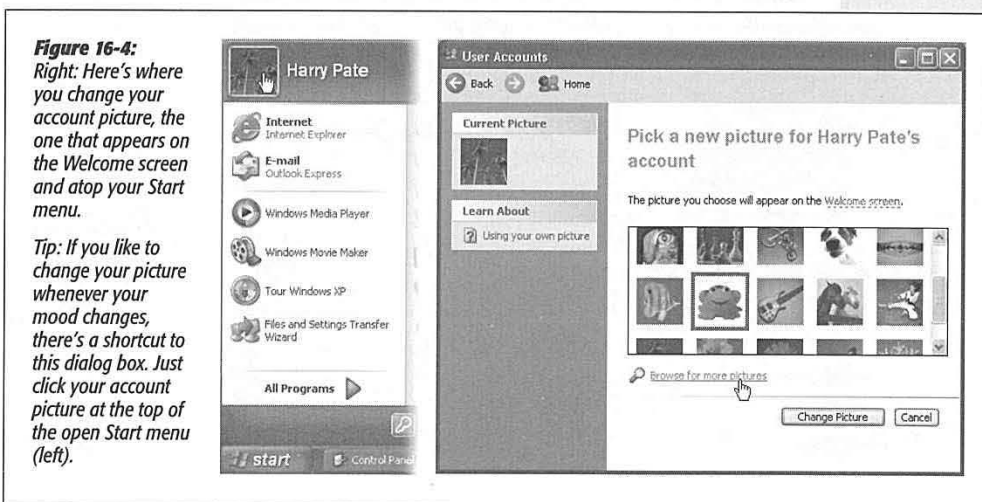 Figure 16-4:
Right: Here's where
you change your
account picture, the
one that appears on
the Welcome screen
and atop your Start
menu.
Tip: If you like to
change your picture
whenever your
mood changes,
there's a shortcut to
this dialog box. Just
click your account
picture at the top of
the open Start menu
(left).
Harry Pate
Internet
Internet Explorer
E-mail
Outlook Express
Windows Media Player
Windows Movie Maker
Tour Windows XP
Files and Settings Transfer
Wizard
All Programs
start
Control Panel
User Accounts
Back
Home
Current Picture
Learn About
Using your own picture
Pick a new picture for Harry Pate's
account
The picture you choose will appear on the Welcome screen.
Browse for more pictures
Change Picture
Cancel